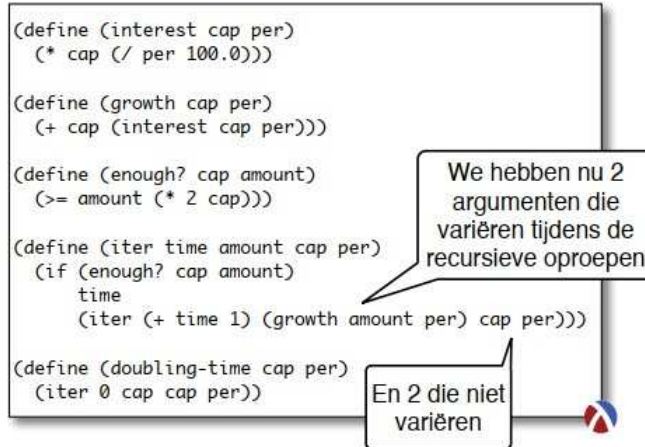 (define (interest cap per)
(* cap (/ per 100.0)))
(define (growth cap per)
(+ cap (interest cap per)))
(define (enough? cap amount)
(>= amount (* 2 cap)))
(define (iter time amount cap per)
(if (enough? cap amount)
time
(iter (+ time 1) (growth amount per) cap per)))
(define (doubling-time cap per)
(iter 0 cap cap per))
We hebben nu 2
argumenten die
variëren tijdens de
recursieve oproepen
En 2 die niet
variëren